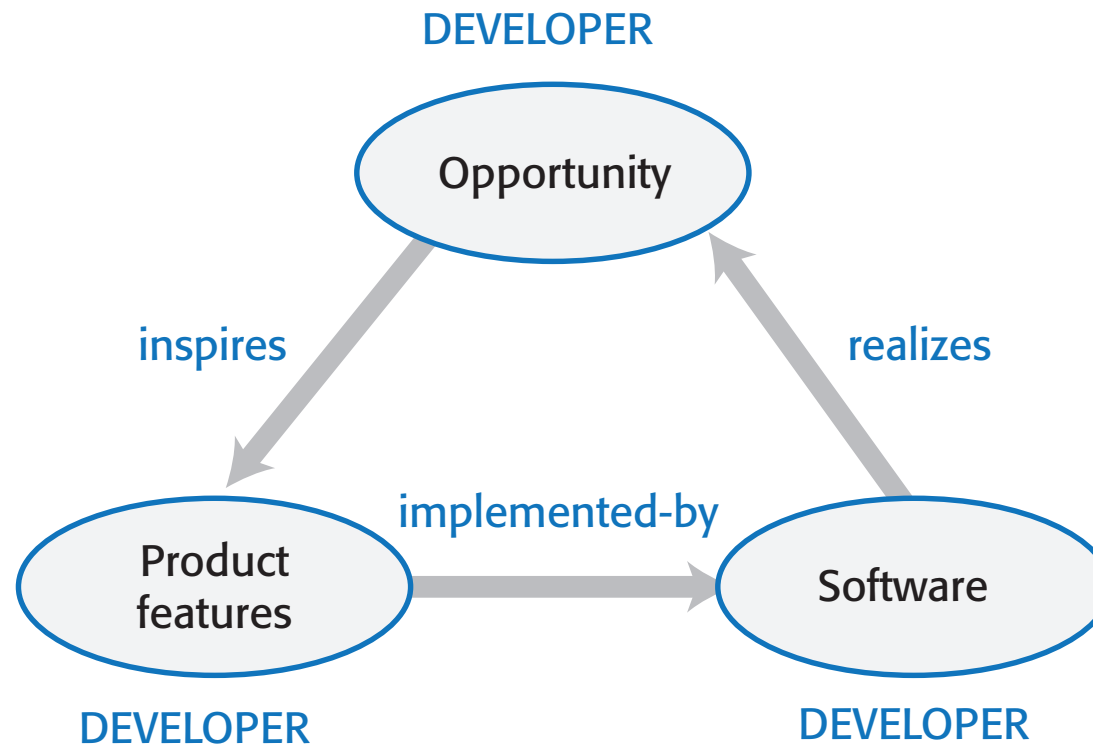 DEVELOPER
Opportunity
inspires
realizes
implemented-by
Product
features
Software
DEVELOPER
DEVELOPER